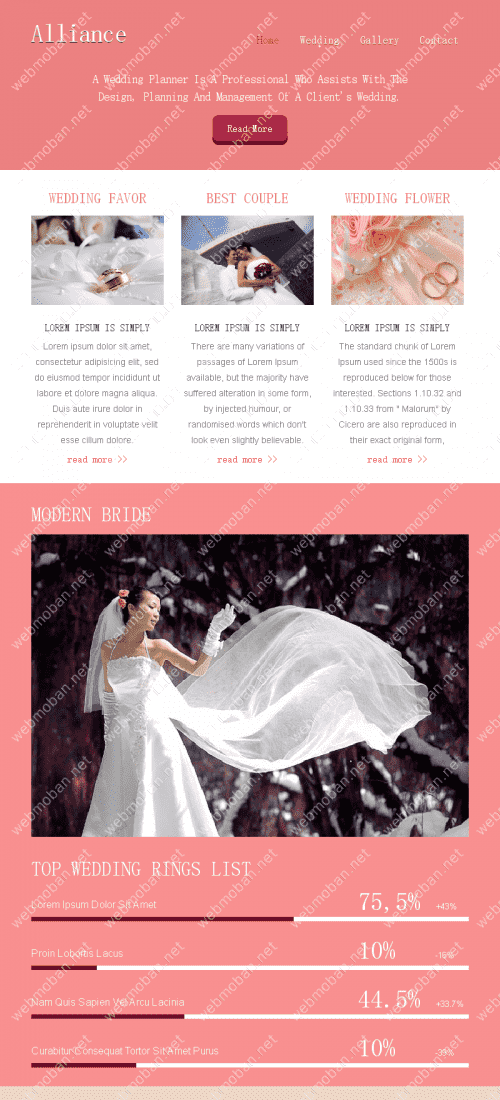 Alliance
Home Wedding Gallery Contact
A Wedding Planner Is A Professional Who Assists With The
Design, Planning And Management Of A Client's Wedding.
Read More
WEDDING FAVOR
LOREM IPSUM IS SIMPLY
Lorem ipsum dolor sit amet,
consectetur adipisicing elit, sed
do eiusmod tempor incididunt ut
labore et dolore magna aliqua.
Duis aute irure dolor in
reprehenderit in voluptate velit
esse cillum dolore.
read more >>
BEST COUPLE
LOREM IPSUM IS SIMPLY
There are many variations of
passages of Lorem Ipsum
available, but the majority have
suffered alteration in some form,
by injected humour, or
randomised words which don't
look even slightly believable.
read more >>
WEDDING FLOWER
LOREM IPSUM IS SIMPLY
The standard chunk of Lorem
Ipsum used since the 1500s is
reproduced below for those
interested. Sections 1.10.32 and
1.10.33 from " Malorum" by
Cicero are also reproduced in
their exact original form,
read more >>
MODERN BRIDE
TOP WEDDING RINGS LIST
Lorem Ipsum Dolor Sit Amet 75,5% +43%
Proin Lobortis Lacus 10%
Nam Quis Sapien Vel Arcu Lacinia 44.5% +33.7%
Curabitur Consequat Tortor Sit Amet Purus 10%
webmoban.net